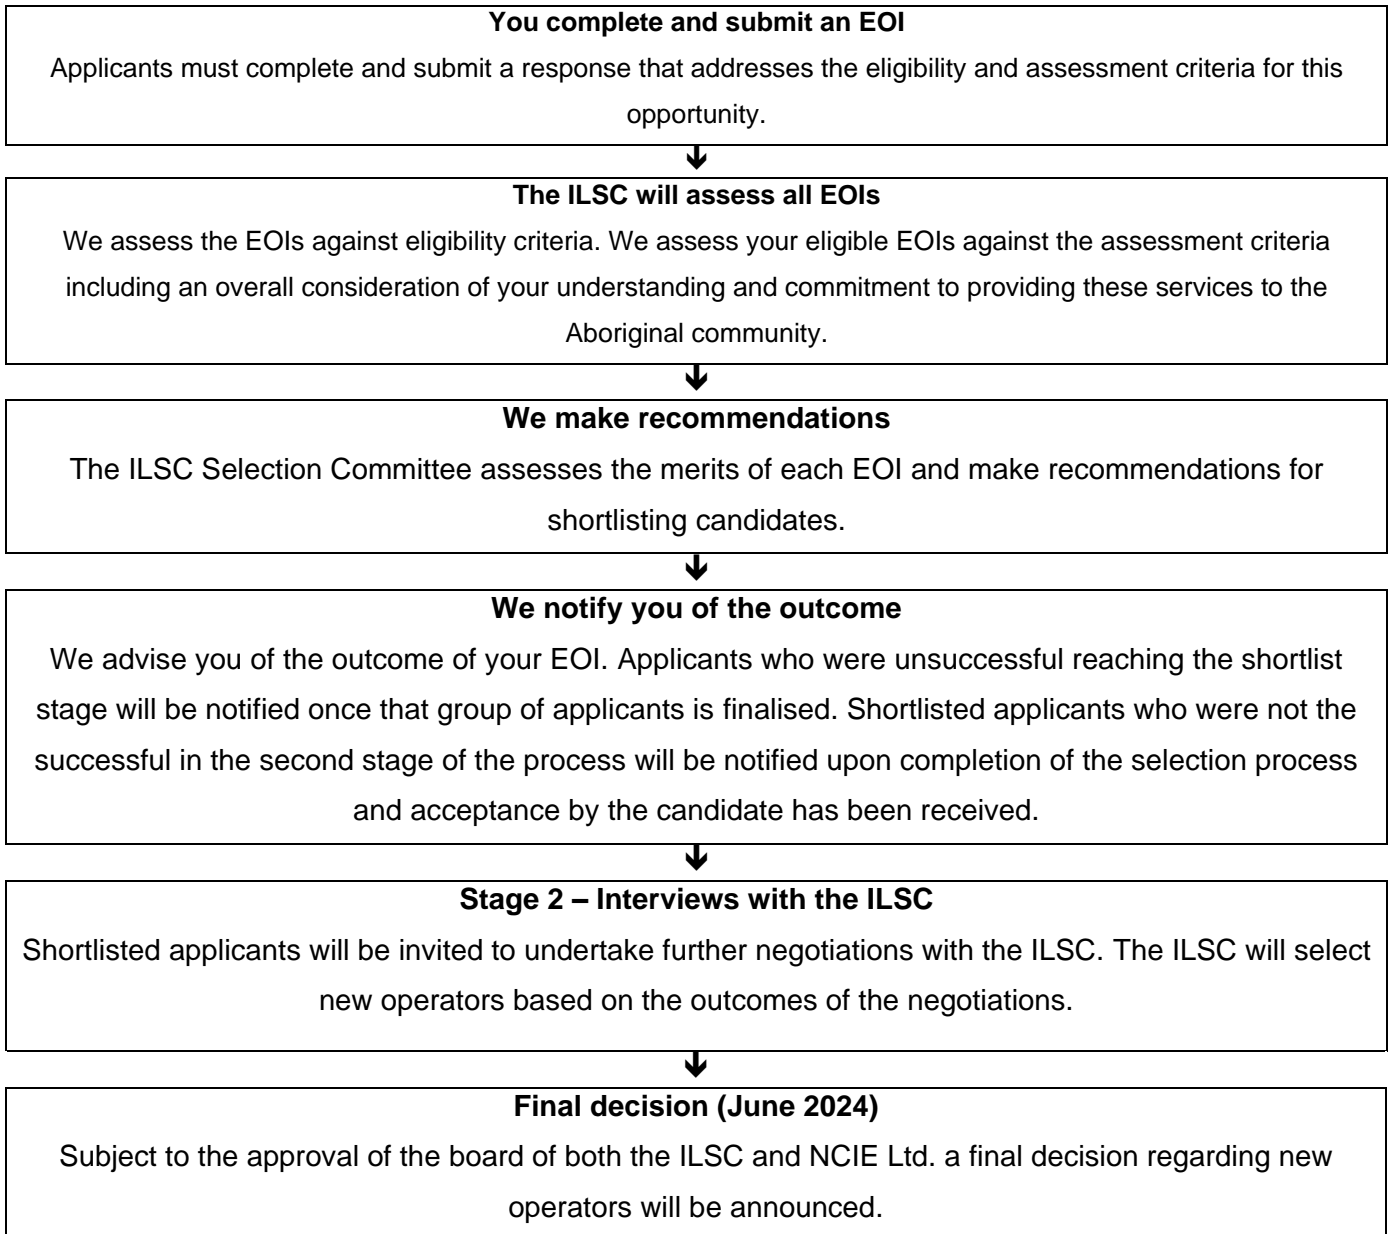 You complete and submit an EOI
Applicants must complete and submit a response that addresses the eligibility and assessment criteria for this
opportunity.
The ILSC will assess all EOIs
We assess the EOIs against eligibility criteria. We assess your eligible EOIs against the assessment criteria
including an overall consideration of your understanding and commitment to providing these services to the
Aboriginal community.
We make recommendations
The ILSC Selection Committee assesses the merits of each EOI and make recommendations for
shortlisting candidates.
We notify you of the outcome
We advise you of the outcome of your EOI. Applicants who were unsuccessful reaching the shortlist
stage will be notified once that group of applicants is finalised. Shortlisted applicants who were not the
successful in the second stage of the process will be notified upon completion of the selection process
and acceptance by the candidate has been received.
Stage 2 – Interviews with the ILSC
Shortlisted applicants will be invited to undertake further negotiations with the ILSC. The ILSC will select
new operators based on the outcomes of the negotiations.
Final decision (June 2024)
Subject to the approval of the board of both the ILSC and NCIE Ltd. a final decision regarding new
operators will be announced.